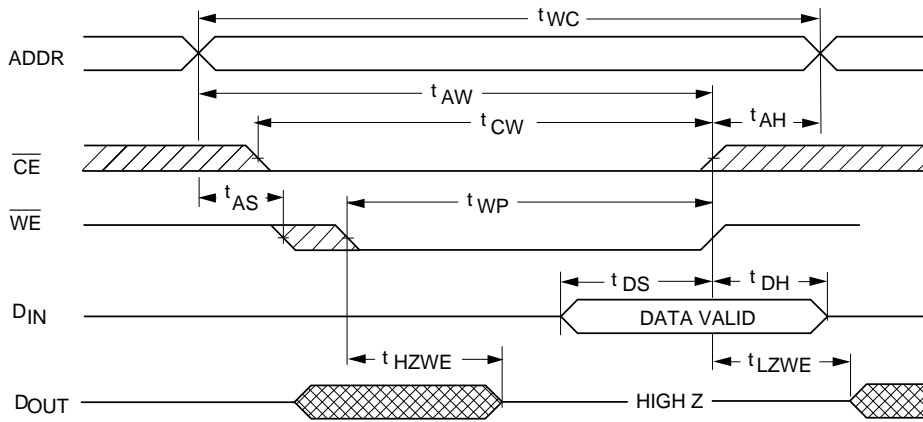 t WC
ADDR
t AW
t CW
t AH
CE
t AS
t WP
WE
t DS
t DH
DIN
DATA VALID
t HZWE
t LZWE
DOUT
HIGH Z